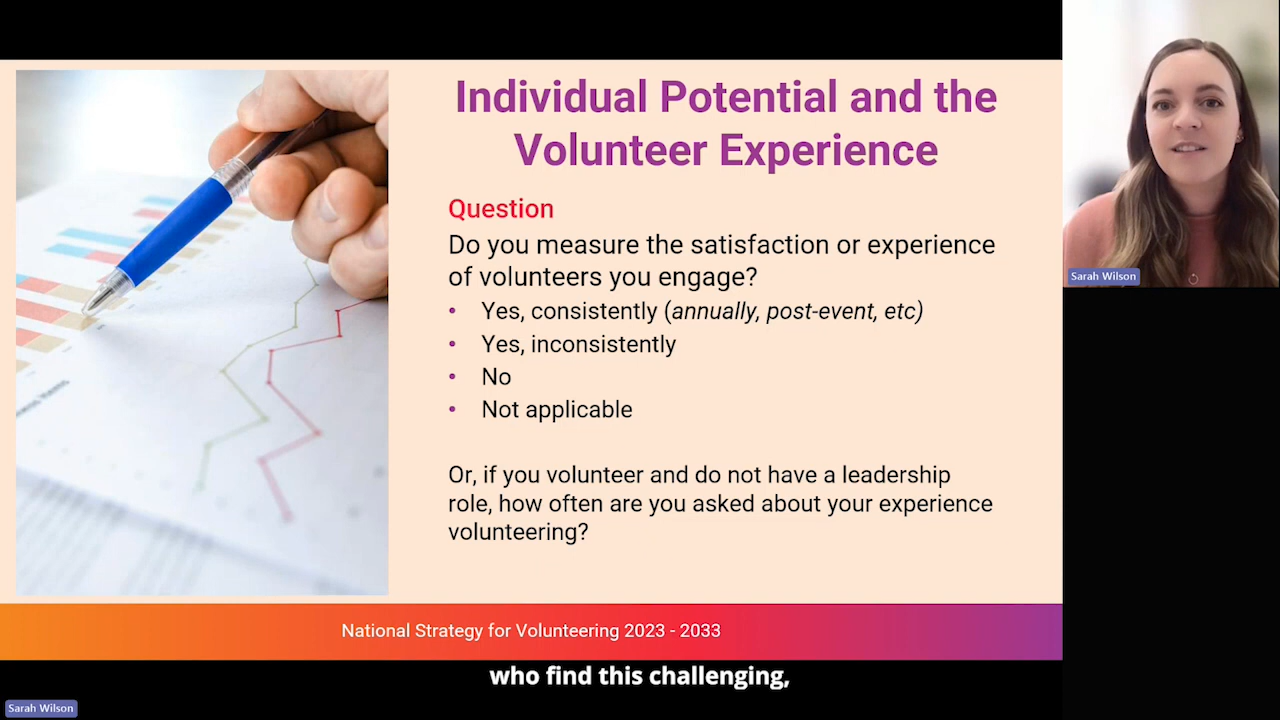 Individual Potential and the
Volunteer Experience
Question
Do you measure the satisfaction or experience
of volunteers you engage?
• Yes, consistently (annually, post-event, etc)
• Yes, inconsistently
• No
• Not applicable
Or, if you volunteer and do not have a leadership
role, how often are you asked about your experience
volunteering?
National Strategy for Volunteering 2023 - 2033
who find this challenging,
Sarah Wilson
Sarah Wilson